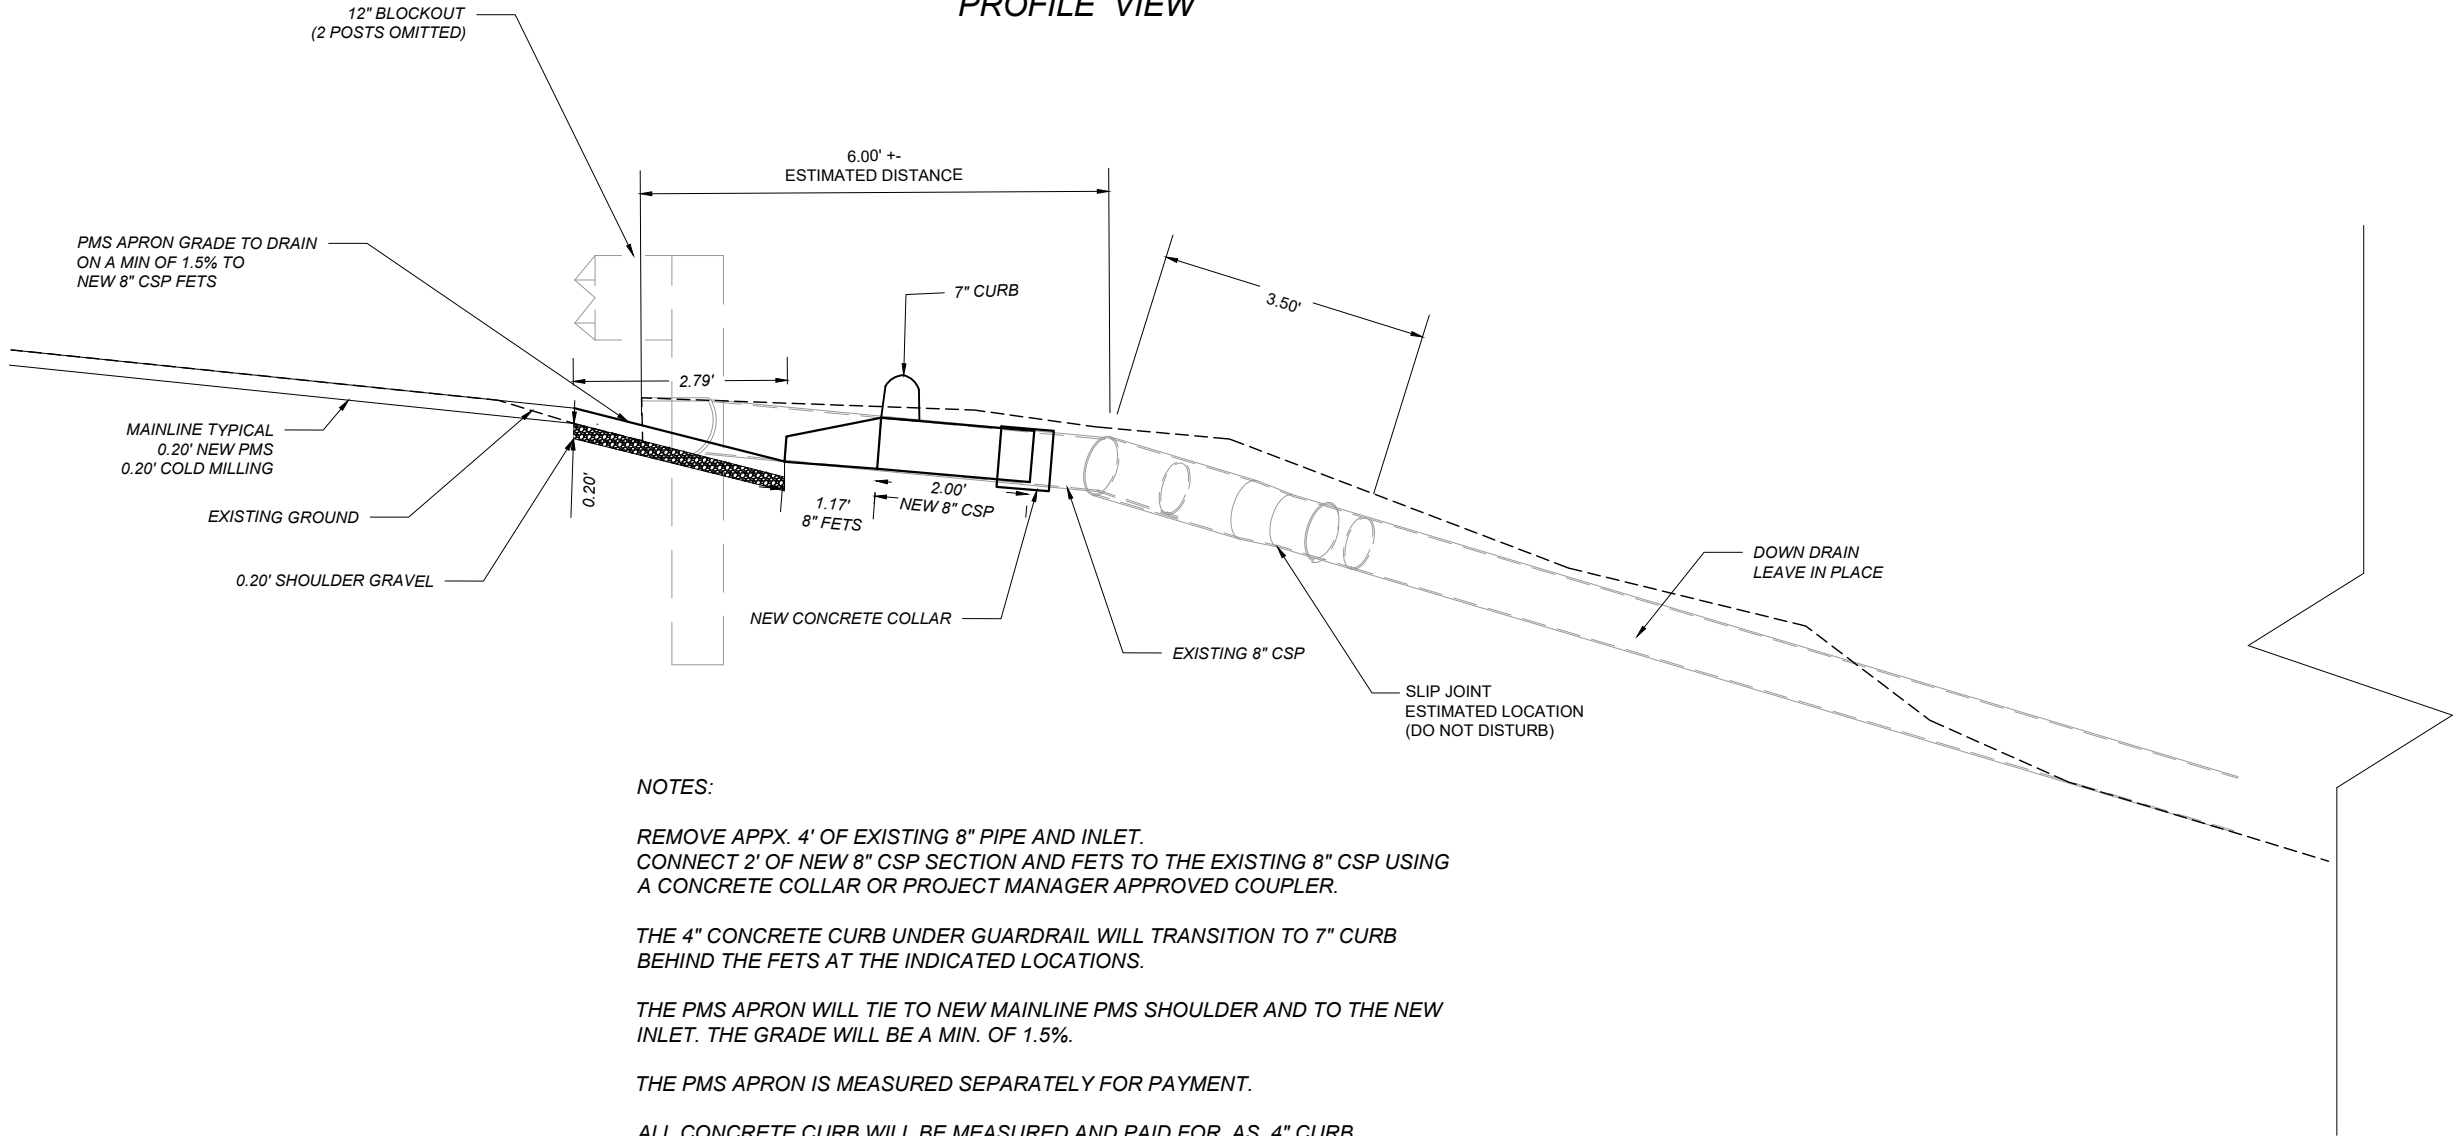 PROFILE VIEW
12" BLOCKOUT
(2 POSTS OMITTED)
6.00' +-
ESTIMATED DISTANCE
PMS APRON GRADE TO DRAIN
ON A MIN OF 1.5% TO
NEW 8" CSP FETS
7" CURB
3.50'
2.79'
MAINLINE TYPICAL
0.20' NEW PMS
0.20' COLD MILLING
0.20'
1.17'
8" FETS
2.00'
NEW 8" CSP
EXISTING GROUND
0.20' SHOULDER GRAVEL
DOWN DRAIN
LEAVE IN PLACE
NEW CONCRETE COLLAR
EXISTING 8" CSP
SLIP JOINT
ESTIMATED LOCATION
(DO NOT DISTURB)
NOTES:
REMOVE APPX. 4' OF EXISTING 8" PIPE AND INLET.
CONNECT 2' OF NEW 8" CSP SECTION AND FETS TO THE EXISTING 8" CSP USING
A CONCRETE COLLAR OR PROJECT MANAGER APPROVED COUPLER.
THE 4" CONCRETE CURB UNDER GUARDRAIL WILL TRANSITION TO 7" CURB
BEHIND THE FETS AT THE INDICATED LOCATIONS.
THE PMS APRON WILL TIE TO NEW MAINLINE PMS SHOULDER AND TO THE NEW
INLET. THE GRADE WILL BE A MIN. OF 1.5%.
THE PMS APRON IS MEASURED SEPARATELY FOR PAYMENT.
ALL CONCRETE CURB WILL BE MEASURED AND PAID FOR AS 4" CURB